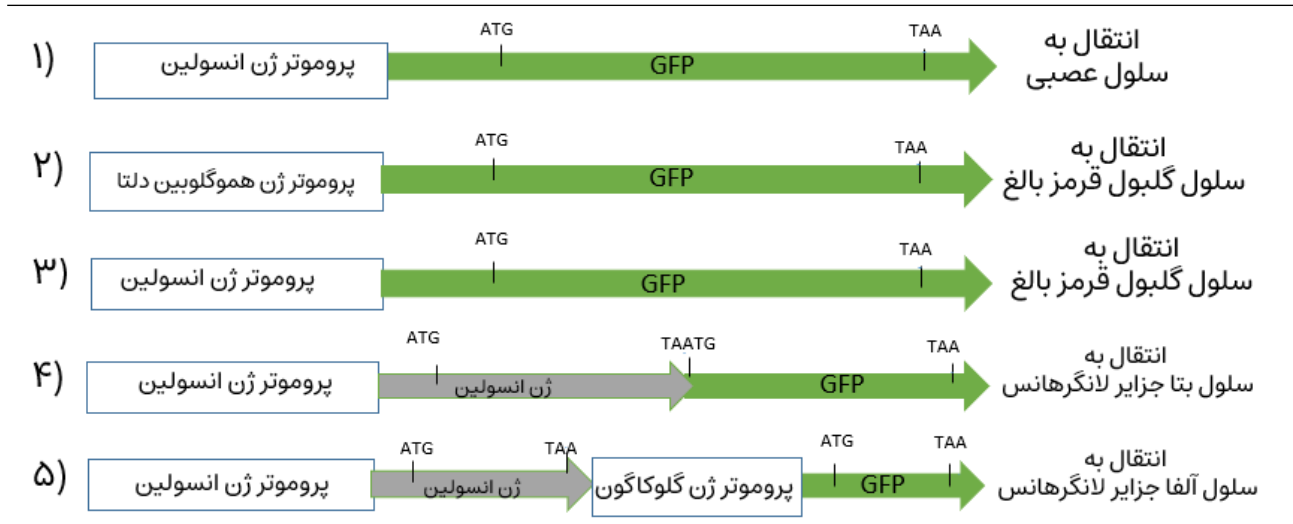 ۱) پروموتر ژن انسولین ATG GFP TAA انتقال به
سلول عصبی
۲) پروموتر ژن هموگلوبین دلتا ATG GFP TAA انتقال به
سلول گلبول قرمز بالغ
۳) پروموتر ژن انسولین ATG GFP TAA انتقال به
سلول گلبول قرمز بالغ
۴) پروموتر ژن انسولین ATG ژن انسولین TAATG GFP TAA انتقال به
سلول بتا جزایر لانگرهانس
۵) پروموتر ژن انسولین ATG ژن انسولین TAA پروموتر ژن گلوکاگون ATG GFP TAA انتقال به
سلول آلفا جزایر لانگرهانس